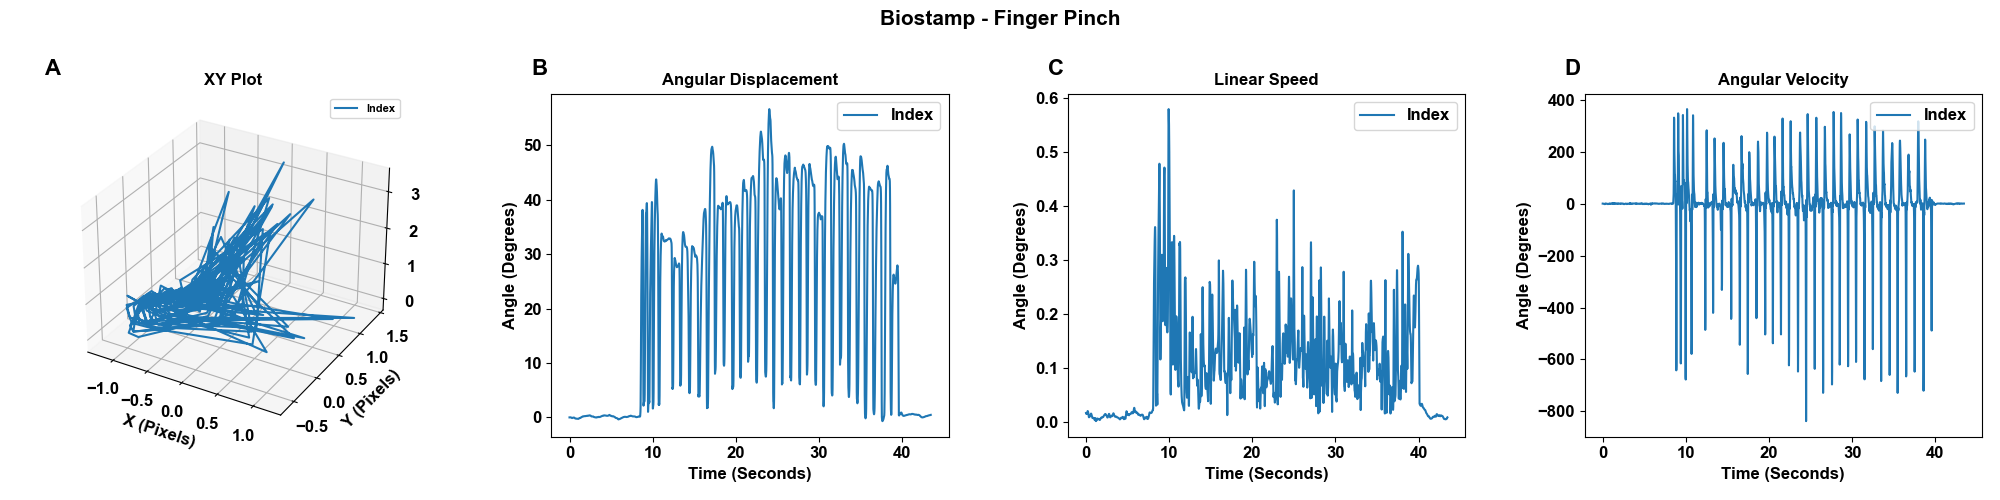 Biostamp - Finger Pinch
A
XY Plot
Index
3
2
1
0
1.5
1.0
0.5
0.0
−0.5
Y (Pixels)
−1.0
−0.5
0.0
0.5
1.0
X (Pixels)
B
Angular Displacement
Index
50
40
30
20
10
0
Angle (Degrees)
0 10 20 30 40
Time (Seconds)
C
Linear Speed
Index
0.6
0.5
0.4
0.3
0.2
0.1
0.0
Angle (Degrees)
0 10 20 30 40
Time (Seconds)
D
Angular Velocity
Index
400
200
0
−200
−400
−600
−800
Angle (Degrees)
0 10 20 30 40
Time (Seconds)